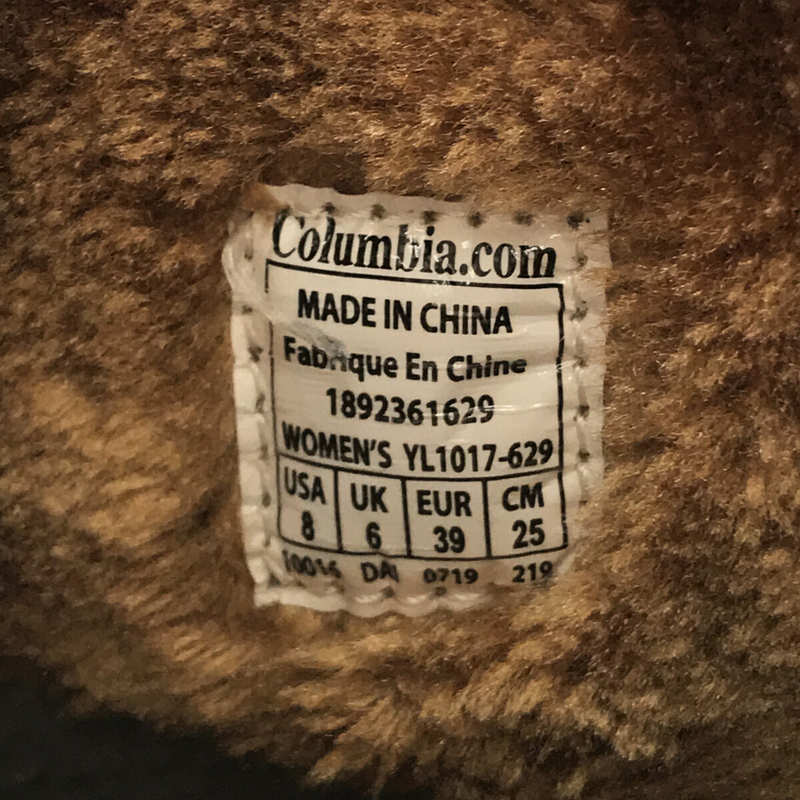 Columbia.com
MADE IN CHINA
Fabrique En Chine
1892361629
WOMEN'S YL1017-629
USA UK EUR CM
8 6 39 25
DAI 0719 219